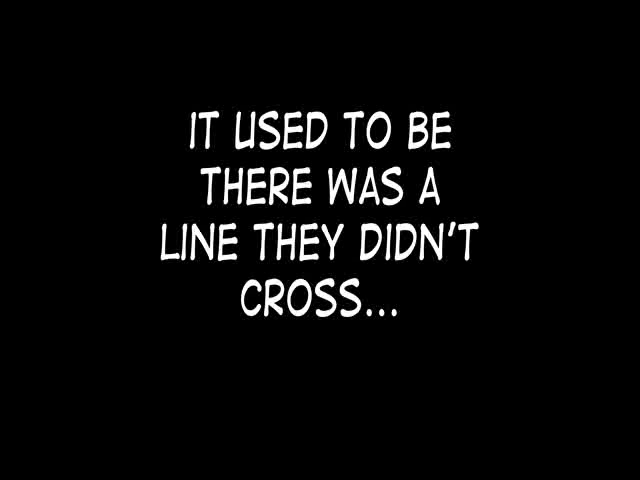 IT USED TO BE
THERE WAS A
LINE THEY DIDN'T
CROSS...